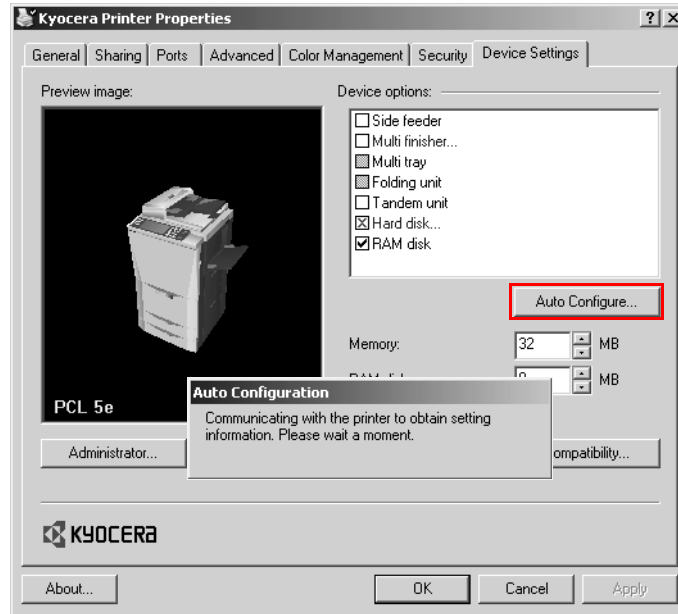 Kyocera Printer Properties
General Sharing Ports Advanced Color Management Security Device Settings
Preview image:
Device options:
Side feeder
Multi finisher...
Multi tray
Folding unit
Tandem unit
Hard disk...
RAM disk
Auto Configure...
Memory: 32 MB
MB
PCL 5e
Auto Configuration
Communicating with the printer to obtain setting
information. Please wait a moment.
Administrator...
KYOCERA
About... OK Cancel Apply